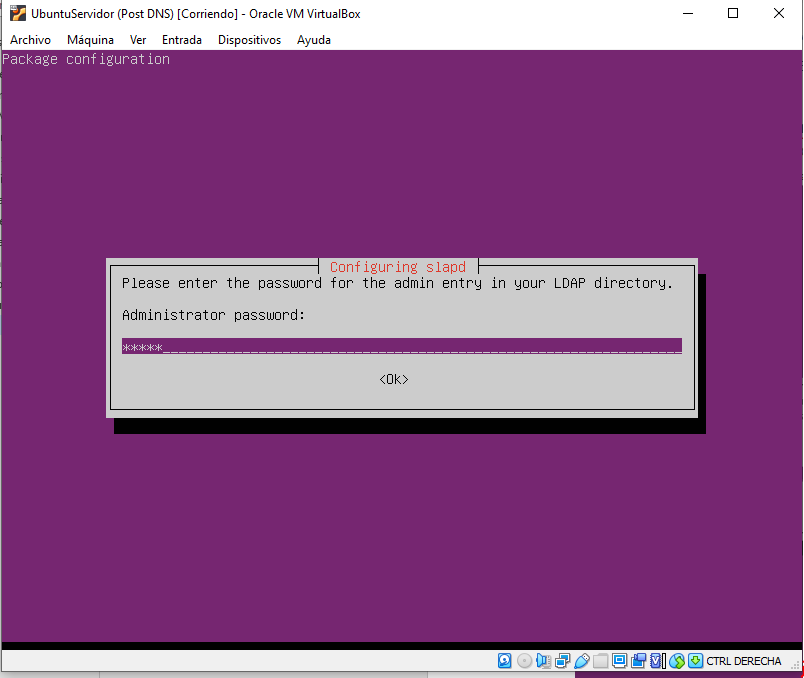 UbuntuServidor (Post DNS) [Corriendo] - Oracle VM VirtualBox
Archivo Máquina Ver Entrada Dispositivos Ayuda
Package configuration
Configuring slapd
Please enter the password for the admin entry in your LDAP directory.
Administrator password:
*****______________________________________________________________
<Ok>
CTRL DERECHA